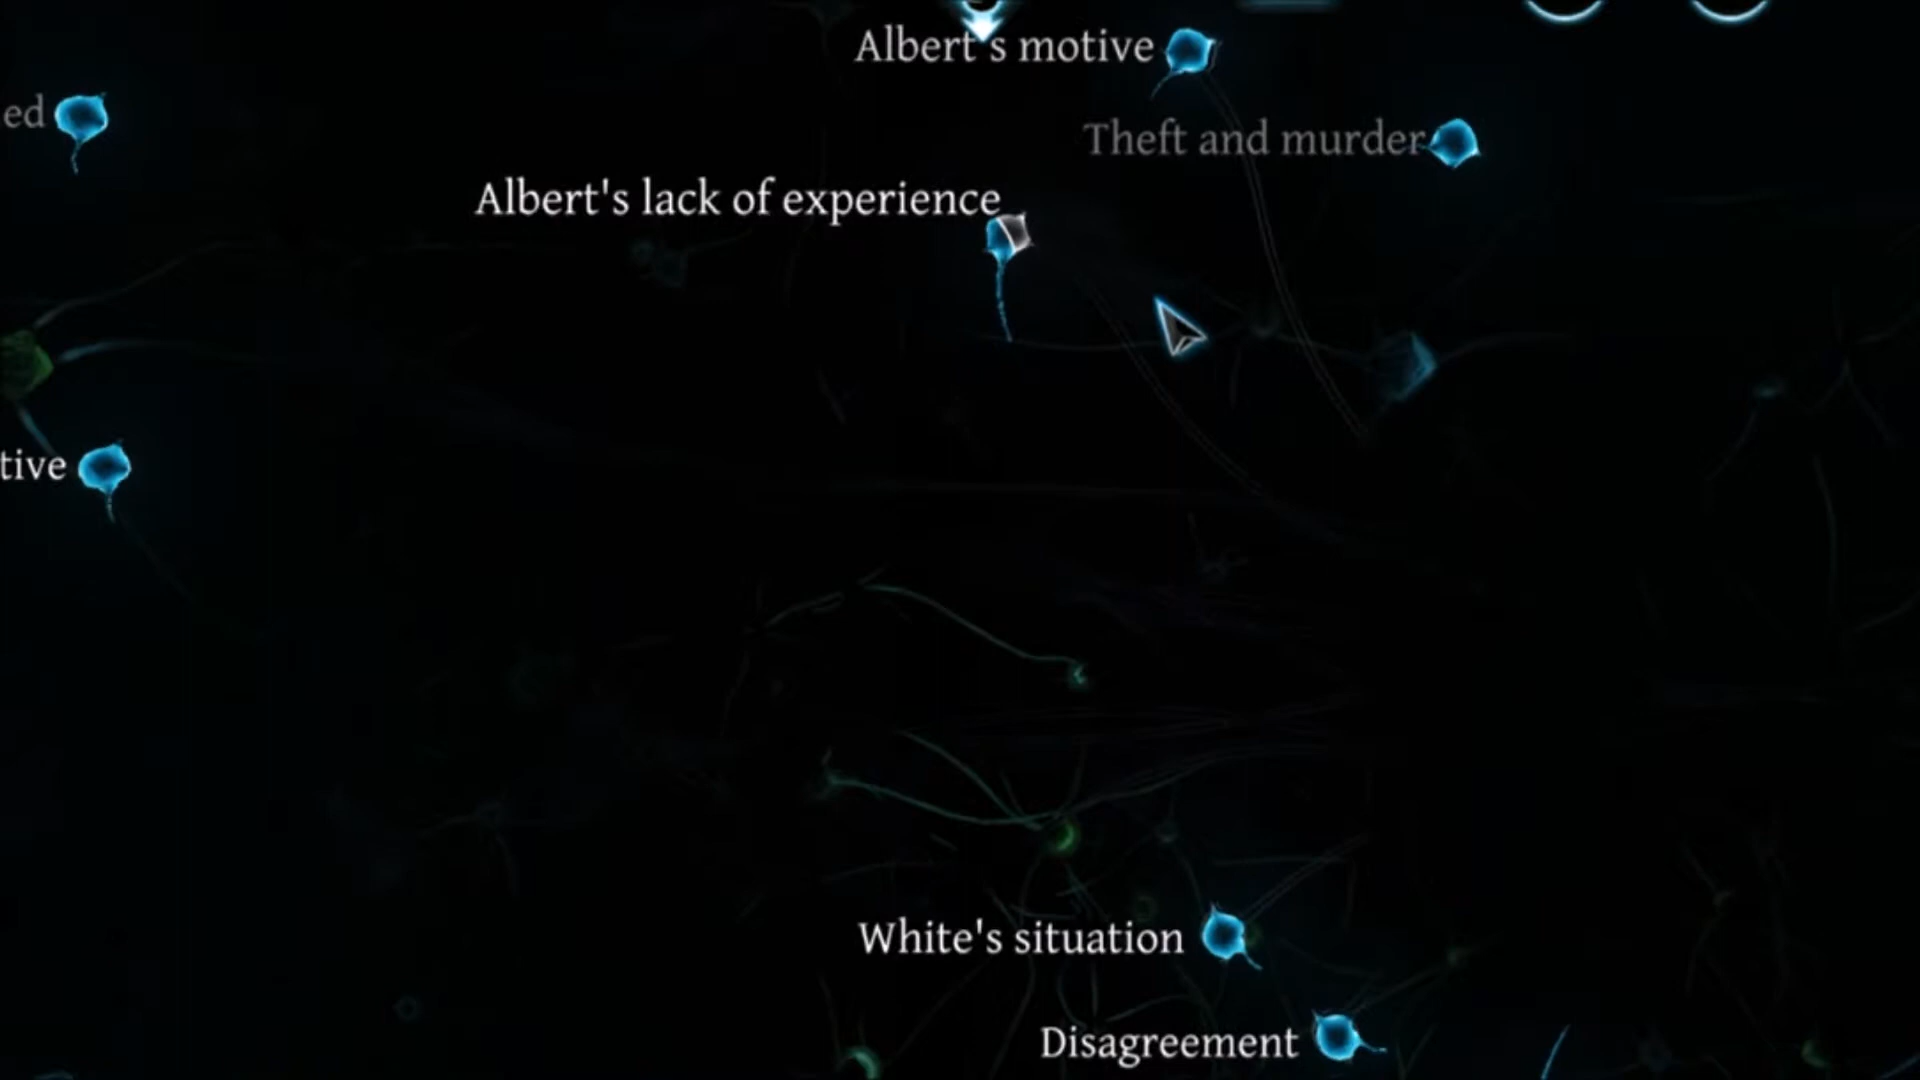 Albert's motive
ed
Theft and murder
Albert's lack of experience
tive
White's situation
Disagreement